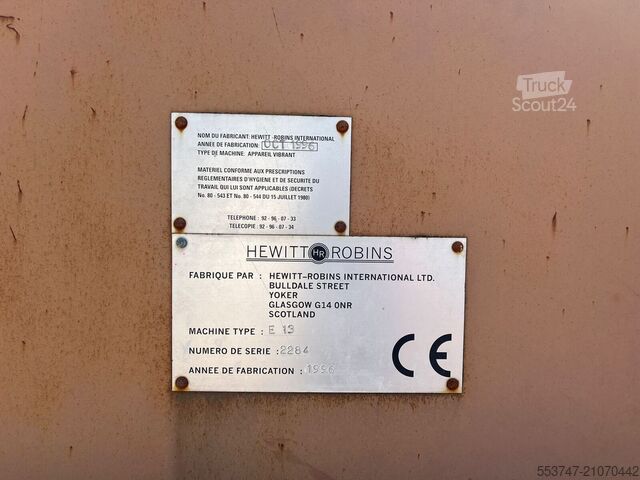 Truck
Scout24
NOM DU FABRICANT: HEWITT -ROBINS INTERNATIONAL
ANNEE DE FABRICATION: OCT 1996
TYPE DE MACHINE: APPAREIL VIBRANT
MATERIEL CONFORME AUX PRESCRIPTIONS
REGLEMENTAIRES D'HYGIENE ET DE SECURITE DU
TRAVAIL QUI LUI SONT APPLICABLES (DECRETS
No. 80 - 543 ET No. 80 - 544 DU 15 JUILLET 1980)
TELEPHONE : 92 - 96 - 07 - 33
TELECOPIE : 92 - 96 - 07 - 34
HEWITT HR ROBINS
FABRIQUE PAR : HEWITT-ROBINS INTERNATIONAL LTD.
BULLDALE STREET
YOKER
GLASGOW G14 0NR
SCOTLAND
MACHINE TYPE : E 13
NUMERO DE SERIE : 2284
ANNEE DE FABRICATION : 1996
CE
553747-21070442